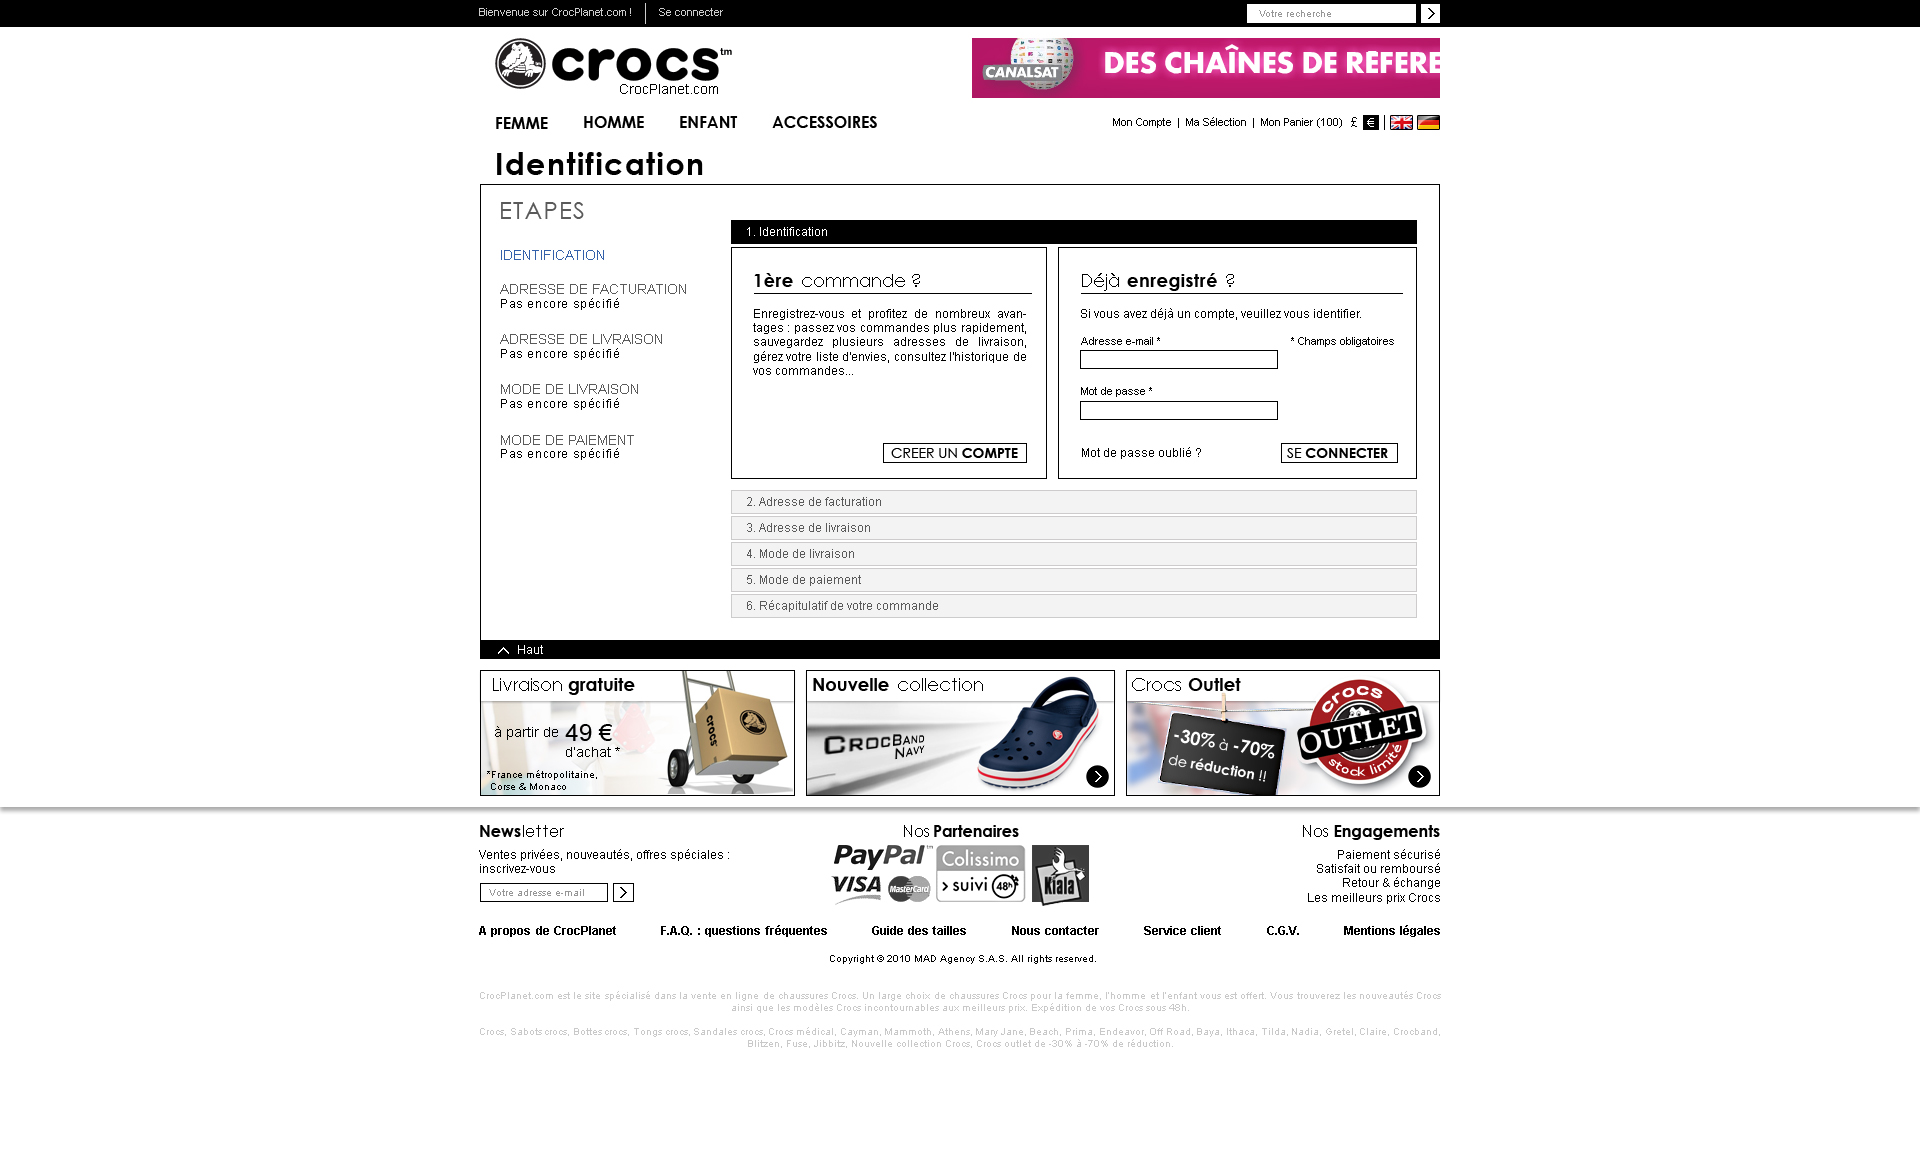 Bienvenue sur CrocPlanet.com ! Se connecter
Votre recherche
crocs™
CrocPlanet.com
CANALSAT DES CHAÎNES DE RÉFERE
FEMME HOMME ENFANT ACCESSOIRES
Mon Compte | Ma Sélection | Mon Panier (100) £ €
Identification
ETAPES
IDENTIFICATION
ADRESSE DE FACTURATION
Pas encore spécifié
ADRESSE DE LIVRAISON
Pas encore spécifié
MODE DE LIVRAISON
Pas encore spécifié
MODE DE PAIEMENT
Pas encore spécifié
1. Identification
1ère commande ?
Enregistrez-vous et profitez de nombreux avan-
tages : passez vos commandes plus rapidement,
sauvegardez plusieurs adresses de livraison,
gérez votre liste d'envies, consultez l'historique de
vos commandes...
CREER UN COMPTE
Déjà enregistré ?
Si vous avez déjà un compte, veuillez vous identifier.
Adresse e-mail * * Champs obligatoires
Mot de passe *
Mot de passe oublié ? SE CONNECTER
2. Adresse de facturation
3. Adresse de livraison
4. Mode de livraison
5. Mode de paiement
6. Récapitulatif de votre commande
Haut
Livraison gratuite
à partir de 49 €
d'achat *
*France métropolitaine,
Corse & Monaco
crocs
Nouvelle collection
CROCBAND
NAVY
Crocs Outlet
-30% à -70%
de réduction !!
crocs
OUTLET
stock limité
Newsletter
Ventes privées, nouveautés, offres spéciales :
inscrivez-vous
Votre adresse e-mail
Nos Partenaires
PayPal™
VISA MasterCard
Colissimo
suivi 48h
Kiala
Nos Engagements
Paiement sécurisé
Satisfait ou remboursé
Retour & échange
Les meilleurs prix Crocs
A propos de CrocPlanet F.A.Q. : questions fréquentes Guide des tailles Nous contacter Service client C.G.V. Mentions légales
Copyright © 2010 MAD Agency S.A.S. All rights reserved.
CrocPlanet.com est le site spécialisé dans la vente en ligne de chaussures Crocs. Un large choix de chaussures Crocs pour la femme, l'homme et l'enfant vous est offert. Vous trouverez les nouveautés Crocs
ainsi que les modèles Crocs incontournables aux meilleurs prix. Expédition de vos Crocs sous 48h.
Crocs, Sabots crocs, Bottes crocs, Tongs crocs, Sandales crocs, Crocs médical, Cayman, Mammoth, Athens, Mary Jane, Beach, Prima, Endeavor, Off Road, Baya, Ithaca, Tilda, Nadia, Gretel, Claire, Crocband,
Blitzen, Fuse, Jibbitz, Nouvelle collection Crocs, Crocs outlet de -30% à -70% de réduction.